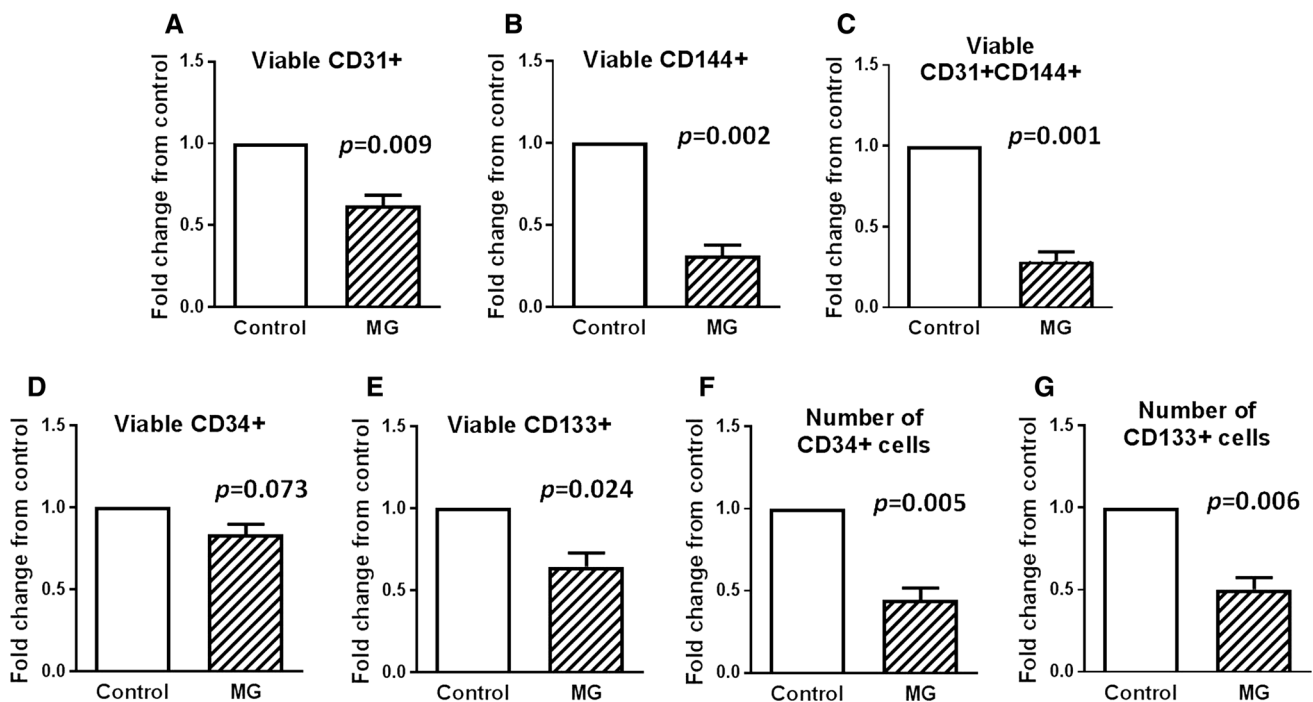 A
Viable CD31+
Fold change from control
1.5
1.0
0.5
0.0
p=0.009
Control
MG
B
Viable CD144+
Fold change from control
1.5
1.0
0.5
0.0
p=0.002
Control
MG
C
Viable
CD31+CD144+
Fold change from control
1.5
1.0
0.5
0.0
p=0.001
Control
MG
D
Viable CD34+
Fold change from control
1.5
1.0
0.5
0.0
p=0.073
Control
MG
E
Viable CD133+
Fold change from control
1.5
1.0
0.5
0.0
p=0.024
Control
MG
F
Number of
CD34+ cells
Fold change from control
1.5
1.0
0.5
0.0
p=0.005
Control
MG
G
Number of
CD133+ cells
Fold change from control
1.5
1.0
0.5
0.0
p=0.006
Control
MG